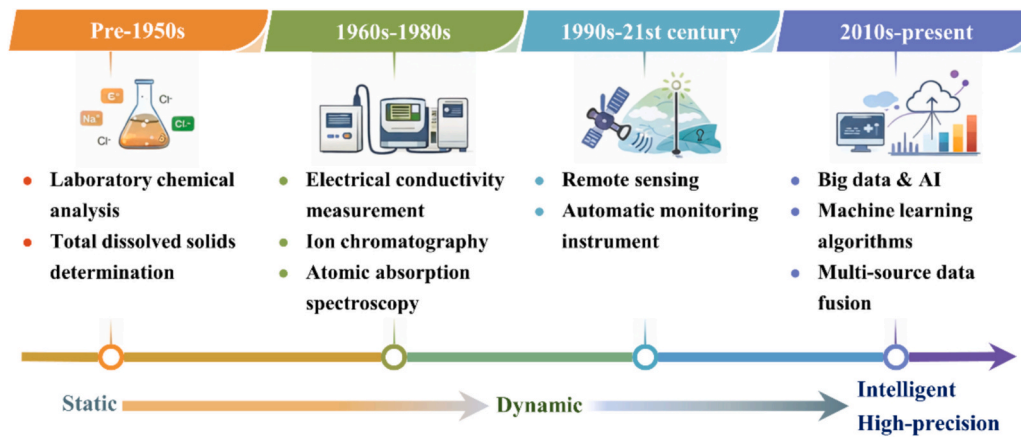 Pre-1950s
1960s-1980s
1990s-21st century
2010s-present
Na⁺
Cl⁻
Cl⁻
• Laboratory chemical
analysis
• Total dissolved solids
determination
• Electrical conductivity
measurement
• Ion chromatography
• Atomic absorption
spectroscopy
• Remote sensing
• Automatic monitoring
instrument
• Big data & AI
• Machine learning
algorithms
• Multi-source data
fusion
Static
Dynamic
Intelligent
High-precision